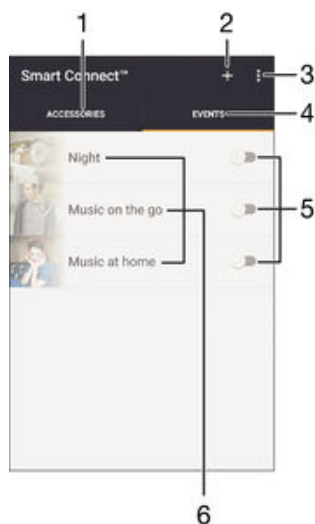 1
2
Smart Connect™
3
ACCESSORIES
EVENTS
4
Night
Music on the go
5
Music at home
6